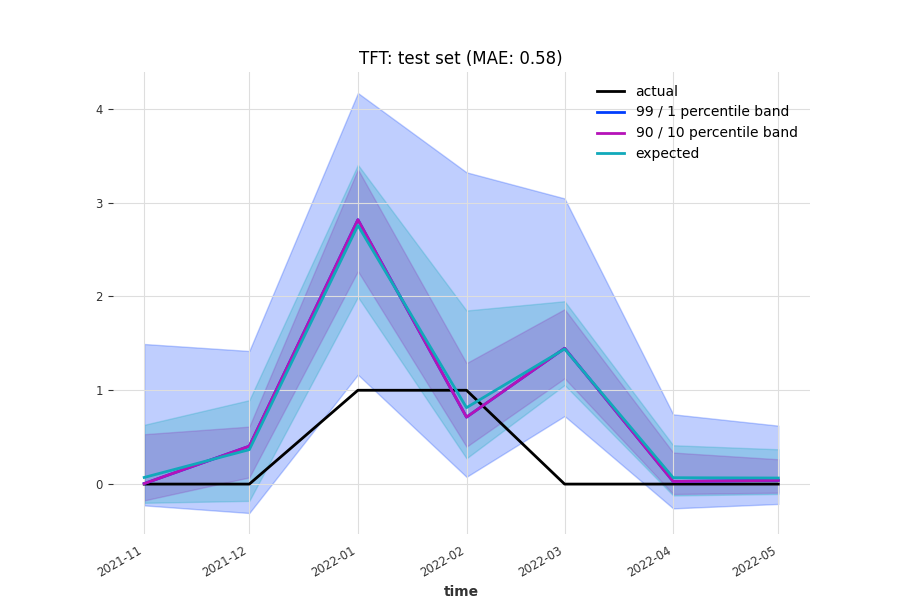 TFT: test set (MAE: 0.58)
actual
99 / 1 percentile band
90 / 10 percentile band
expected
4
3
2
1
0
2021-11
2021-12
2022-01
2022-02
2022-03
2022-04
2022-05
time